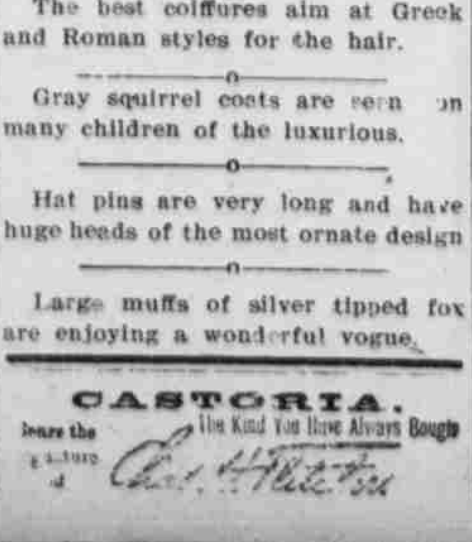 The best coiffures aim at Greek
and Roman styles for the hair.
Gray squirrel coats are seen on
many children of the luxurious.
Hat pins are very long and have
huge heads of the most ornate design
Large muffs of silver tipped fox
are enjoying a wonderful vogue.
CASTORIA.
Bears the The Kind You Have Always Bought
Chas. H. Fletcher